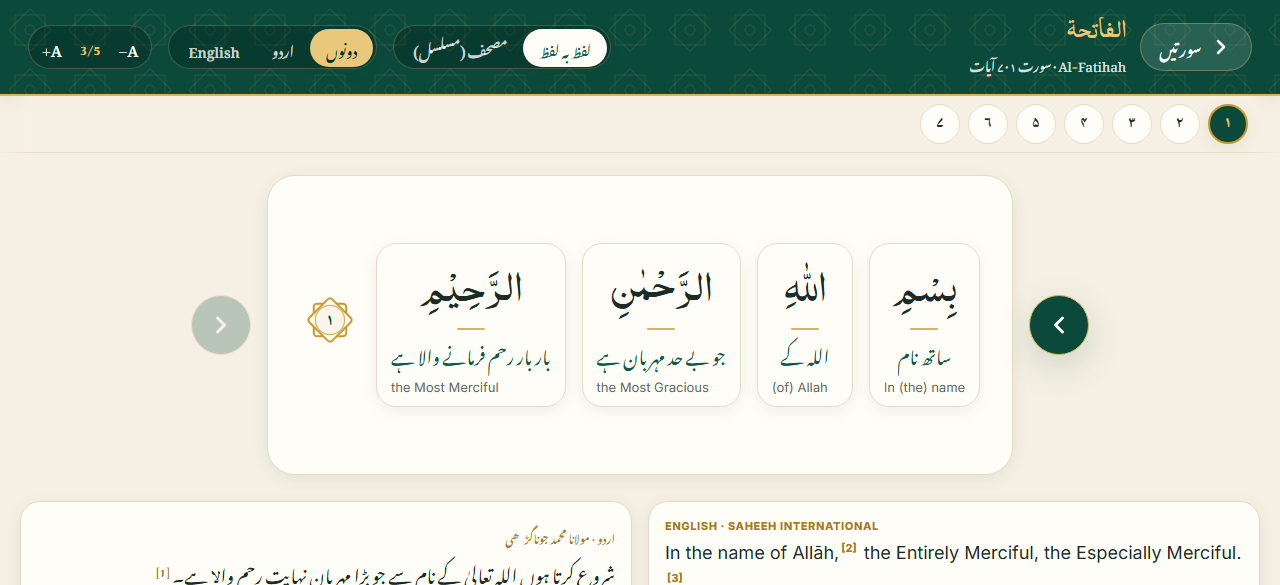 سورتیں
الفاتحة
Al-Fatihah · سورت ۱ · ۷ آیات
لفظ بہ لفظ
مصحف (مسلسل)
دونوں
اردو
English
A−
3/5
A+
۱
۲
۳
۴
۵
٦
۷
بِسْمِ
ساتھ نام
In (the) name
اللّٰهِ
اللہ کے
(of) Allah
الرَّحْمٰنِ
جو بے حد مہربان ہے
the Most Gracious
الرَّحِيْمِ
بار بار رحم فرمانے والا ہے
the Most Merciful
۱
ENGLISH · SAHEEH INTERNATIONAL
In the name of Allāh,[2] the Entirely Merciful, the Especially Merciful.
[3]
اردو · مولانا محمد جوناگڑھی
شروع کرتا ہوں اللہ تعالیٰ کے نام سے جو بڑا مہربان نہایت رحم والا ہے۔ [1]